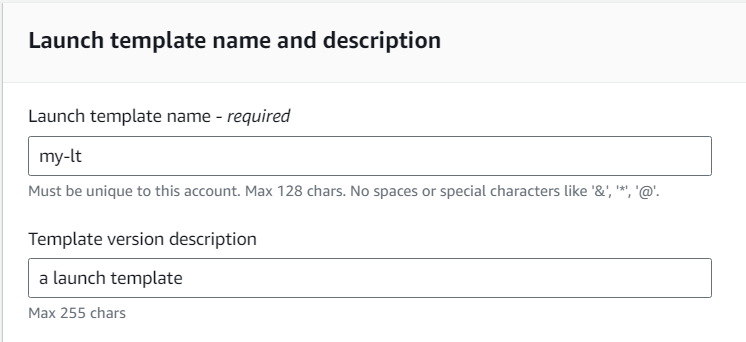 Launch template name and description
Launch template name - required
my-lt
Must be unique to this account. Max 128 chars. No spaces or special characters like '&', '*', '@'.
Template version description
a launch template
Max 255 chars